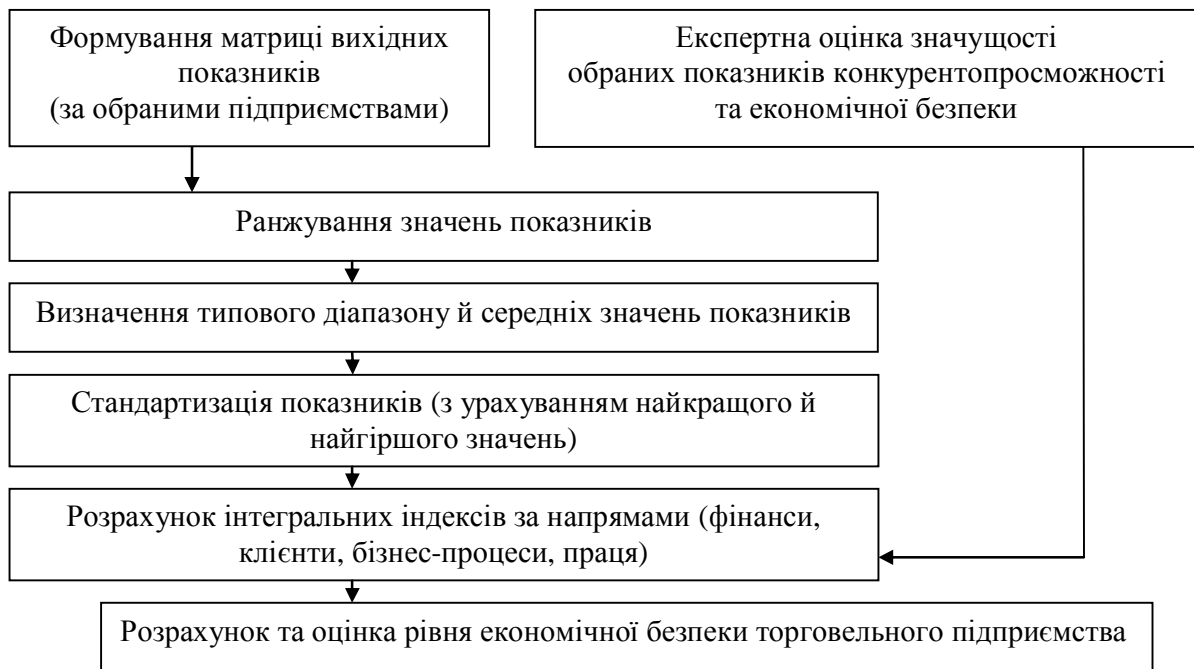 Формування матриці вихідних
показників
(за обраними підприємствами)
Експертна оцінка значущості
обраних показників конкурентопросможності
та економічної безпеки
Ранжування значень показників
Визначення типового діапазону й середніх значень показників
Стандартизація показників (з урахуванням найкращого й
найгіршого значень)
Розрахунок інтегральних індексів за напрямами (фінанси,
клієнти, бізнес-процеси, праця)
Розрахунок та оцінка рівня економічної безпеки торговельного підприємства